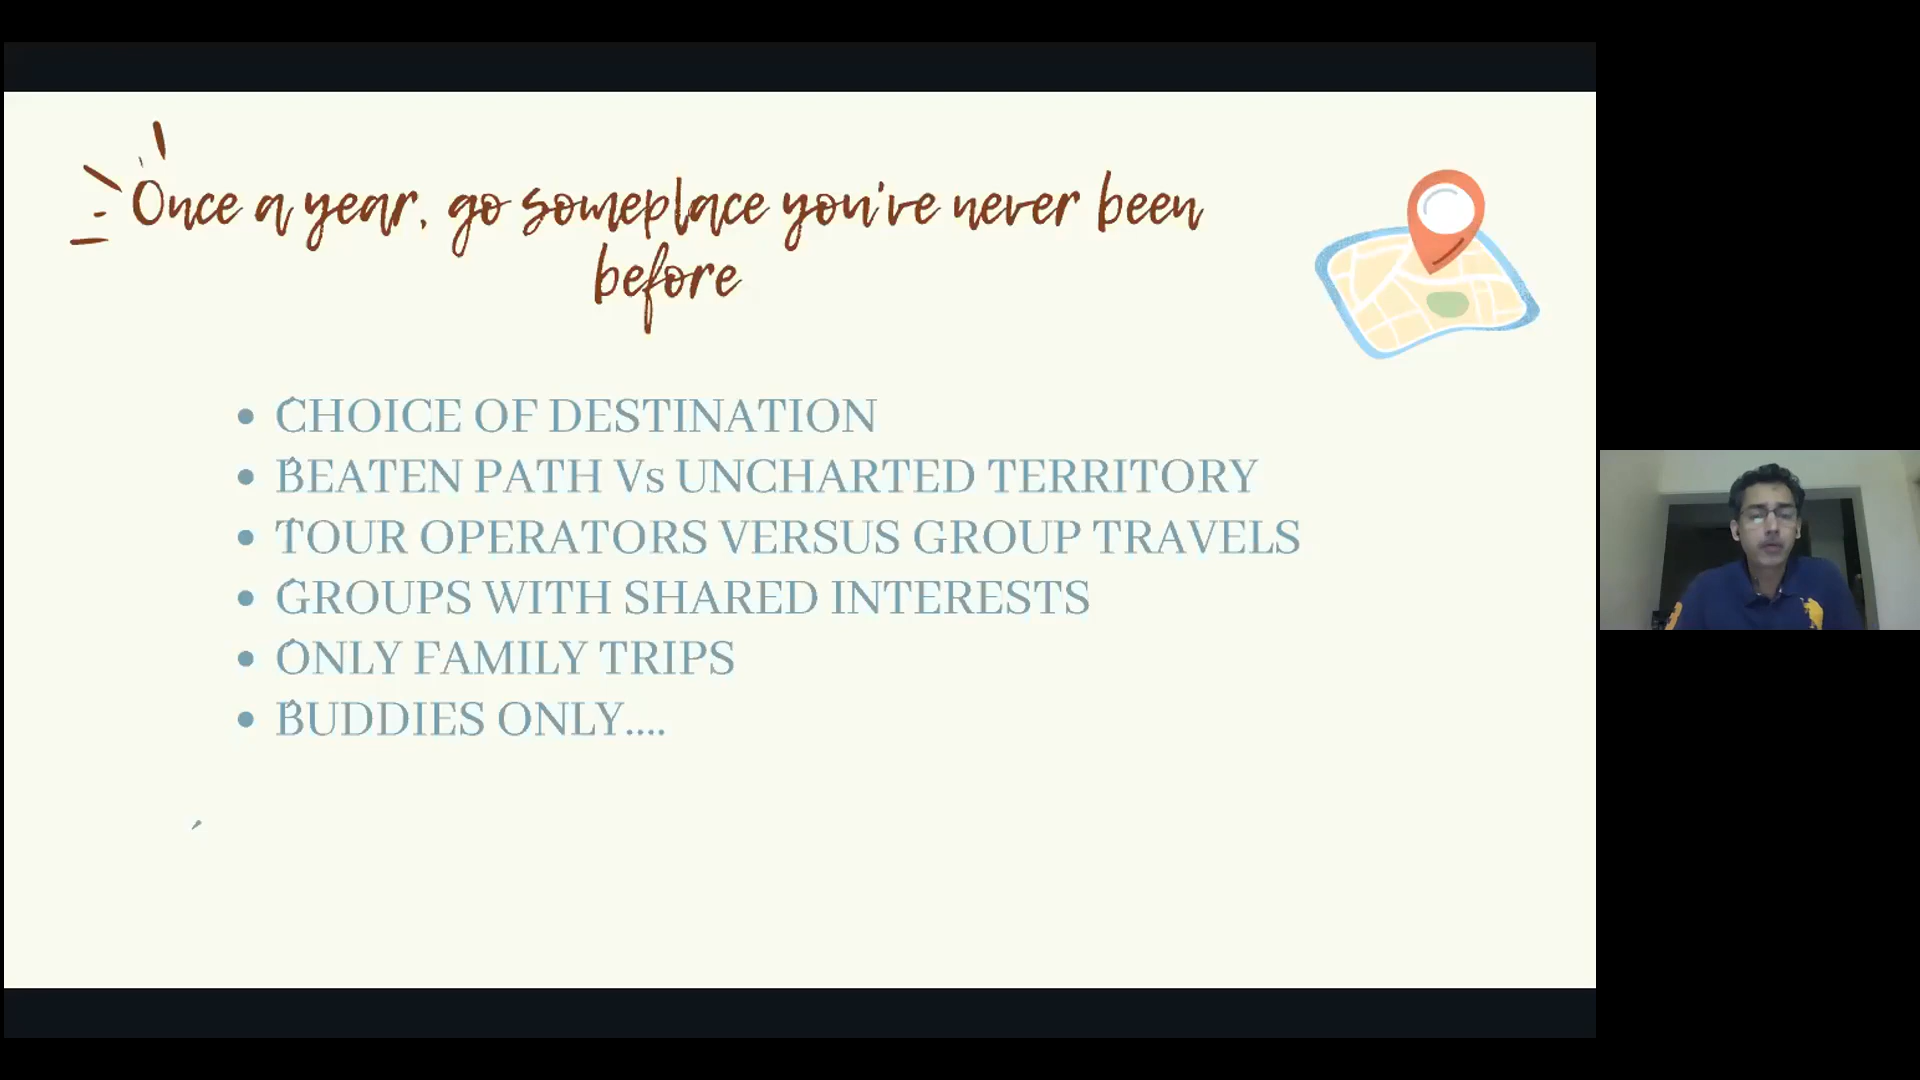 Once a year, go someplace you've never been
before
• CHOICE OF DESTINATION
• BEATEN PATH Vs UNCHARTED TERRITORY
• TOUR OPERATORS VERSUS GROUP TRAVELS
• GROUPS WITH SHARED INTERESTS
• ONLY FAMILY TRIPS
• BUDDIES ONLY....